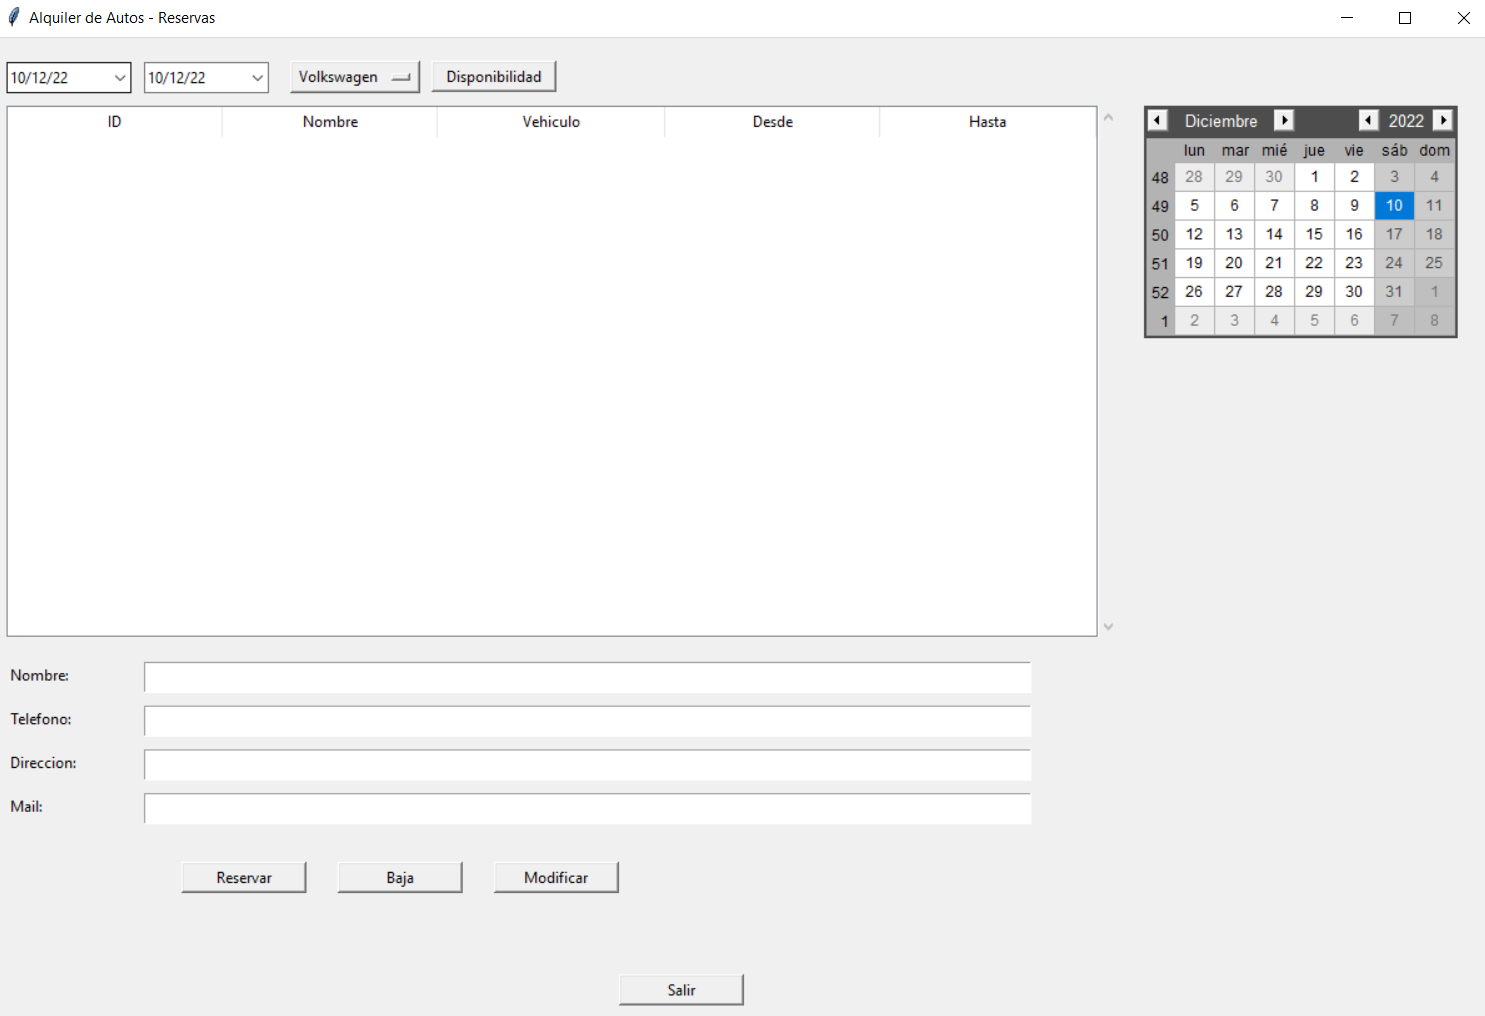 Alquiler de Autos - Reservas
10/12/22 10/12/22 Volkswagen Disponibilidad
ID Nombre Vehiculo Desde Hasta
Diciembre 2022
lun mar mié jue vie sáb dom
48 28 29 30 1 2 3 4
49 5 6 7 8 9 10 11
50 12 13 14 15 16 17 18
51 19 20 21 22 23 24 25
52 26 27 28 29 30 31 1
1 2 3 4 5 6 7 8
Nombre:
Telefono:
Direccion:
Mail:
Reservar Baja Modificar
Salir